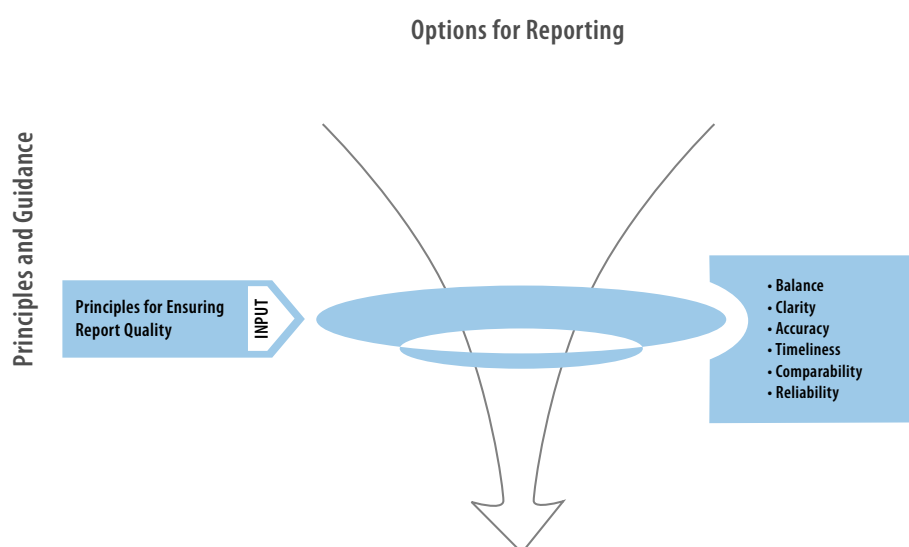 Options for Reporting
Principles and Guidance
Principles for Ensuring
Report Quality
INPUT
• Balance
• Clarity
• Accuracy
• Timeliness
• Comparability
• Reliability